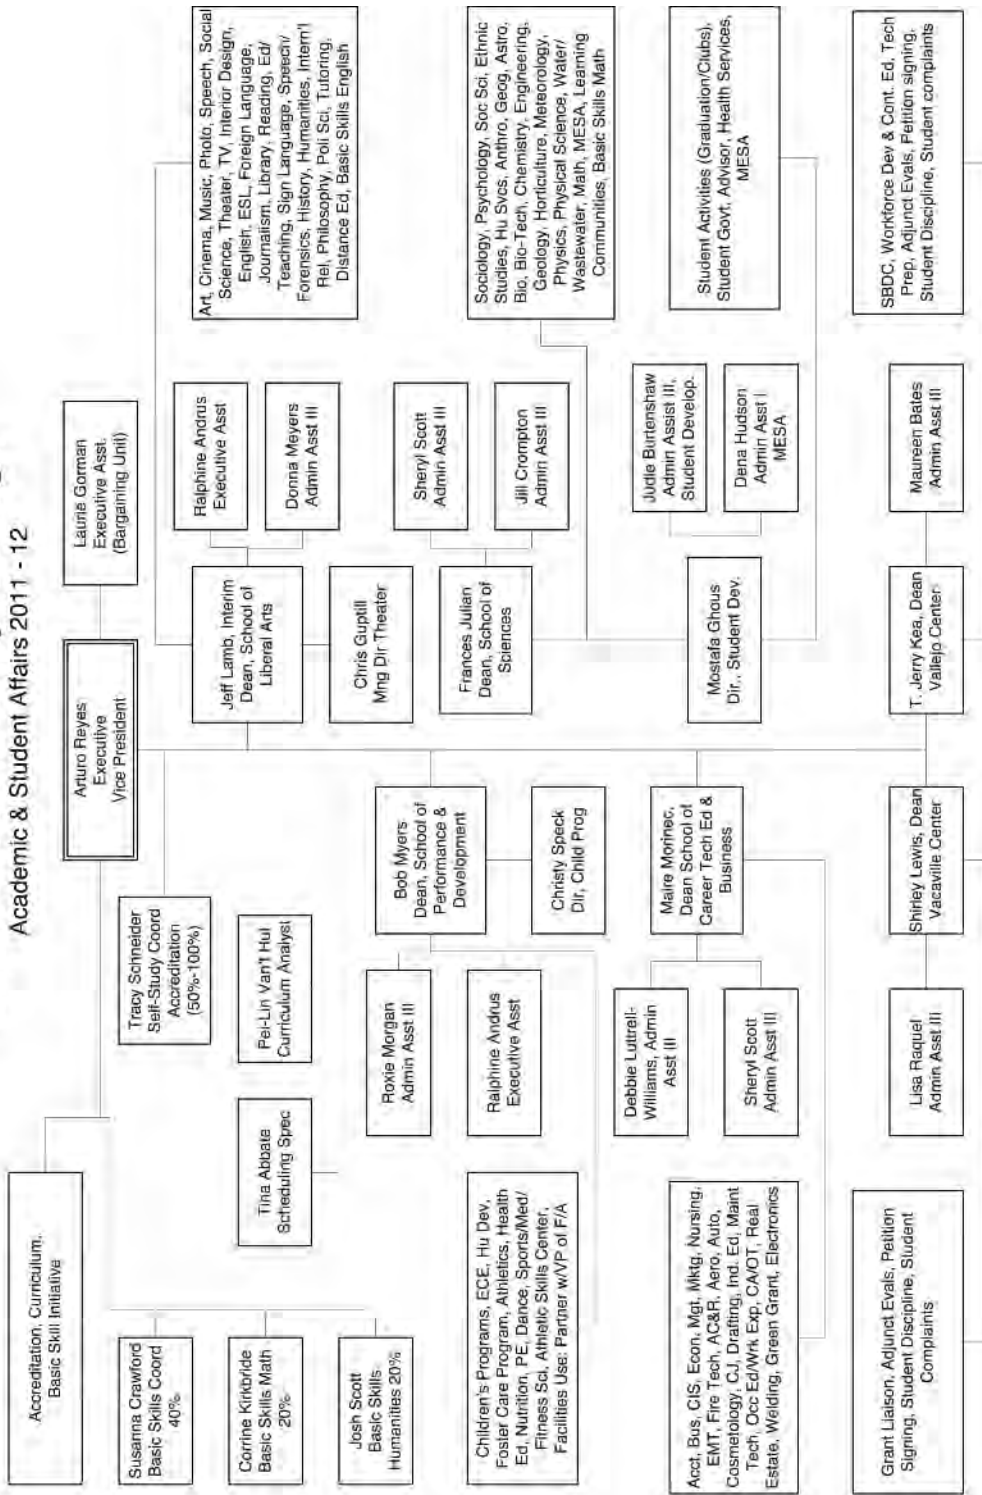 Academic & Student Affairs 2011 - 12
Accreditation, Curriculum,
Basic Skill Initiative
Arturo Reyes
Executive
Vice President
Laurie Gorman
Executive Asst.
(Bargaining Unit)
Susanna Crawford
Basic Skills Coord
40%
Corrine Kirkbride
Basic Skills Math
20%
Josh Scott
Basic Skills
Humanities 20%
Tina Abbate
Scheduling Spec
Tracy Schneider
Self-Study Coord
Accreditation
(50%-100%)
Pei-Lin Van't Hul
Curriculum Analyst
Jeff Lamb, Interim
Dean, School of
Liberal Arts
Chris Guptill
Mng Dir Theater
Ralphine Andrus
Executive Asst
Donna Meyers
Admin Asst III
Art, Cinema, Music, Photo, Speech, Social
Science, Theater, TV, Interior Design,
English, ESL, Foreign Language,
Journalism, Library, Reading, Ed/
Teaching, Sign Language, Speech/
Forensics, History, Humanities, Intern'l
Rel, Philosophy, Poli Sci, Tutoring,
Distance Ed, Basic Skills English
Children's Programs, ECE, Hu Dev,
Foster Care Program, Athletics, Health
Ed, Nutrition, PE, Dance, Sports/Med/
Fitness Sci, Athletic Skills Center,
Facilities Use: Partner w/VP of F/A
Roxie Morgan
Admin Asst III
Ralphine Andrus
Executive Asst
Bob Myers
Dean, School of
Performance &
Development
Christy Speck
Dir, Child Prog
Frances Julian
Dean, School of
Sciences
Sheryl Scott
Admin Asst III
Jill Crompton
Admin Asst III
Sociology, Psychology, Soc Sci, Ethnic
Studies, Hu Svcs, Anthro, Geog, Astro,
Bio, Bio-Tech, Chemistry, Engineering,
Geology, Horticulture, Meteorology,
Physics, Physical Science, Water/
Wastewater, Math, MESA, Learning
Communities, Basic Skills Math
Acct, Bus, CIS, Econ, Mgt, Mktg, Nursing,
EMT, Fire Tech, AC&R, Aero, Auto,
Cosmetology, CJ, Drafting, Ind. Ed, Maint
Tech, Occ Ed/Wrk Exp, CA/OT, Real
Estate, Welding, Green Grant, Electronics
Debbie Luttrell-
Williams, Admin
Asst III
Sheryl Scott
Admin Asst III
Maire Morinec,
Dean School of
Career Tech Ed &
Business
Mostafa Ghous
Dir., Student Dev.
Judie Burtenshaw
Admin Assist III,
Student Develop.
Dena Hudson
Admin Asst I
MESA
Student Activities (Graduation/Clubs),
Student Govt, Advisor, Health Services,
MESA
Grant Liaison, Adjunct Evals, Petition
Signing, Student Discipline, Student
Complaints
Lisa Raquel
Admin Asst III
Shirley Lewis, Dean
Vacaville Center
T. Jerry Kea, Dean
Vallejo Center
Maureen Bates
Admin Asst III
SBDC, Workforce Dev & Cont. Ed, Tech
Prep, Adjunct Evals, Petition signing,
Student Discipline, Student complaints